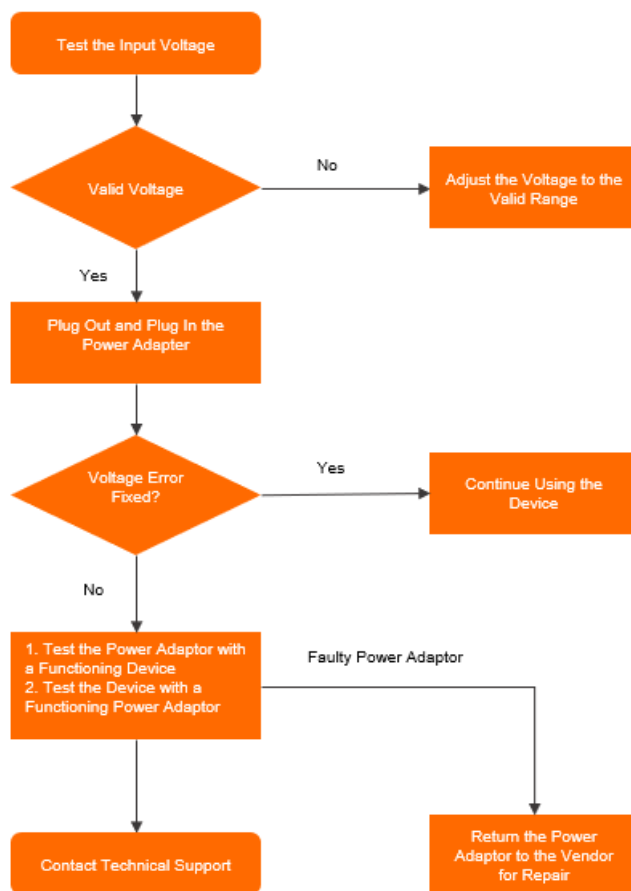 Test the Input Voltage
Valid Voltage
No
Adjust the Voltage to the
Valid Range
Yes
Plug Out and Plug In the
Power Adapter
Voltage Error
Fixed?
Yes
Continue Using the
Device
No
1. Test the Power Adaptor with
a Functioning Device
2. Test the Device with a
Functioning Power Adaptor
Faulty Power Adaptor
Contact Technical Support
Return the Power
Adaptor to the Vendor
for Repair